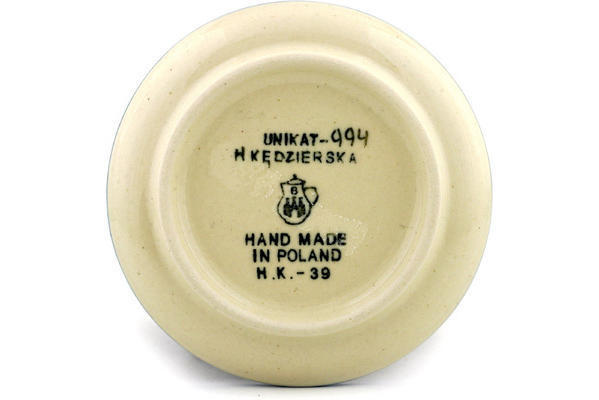 UNIKAT-994
H KĘDZIERSKA
B
HAND MADE
IN POLAND
H.K.-39